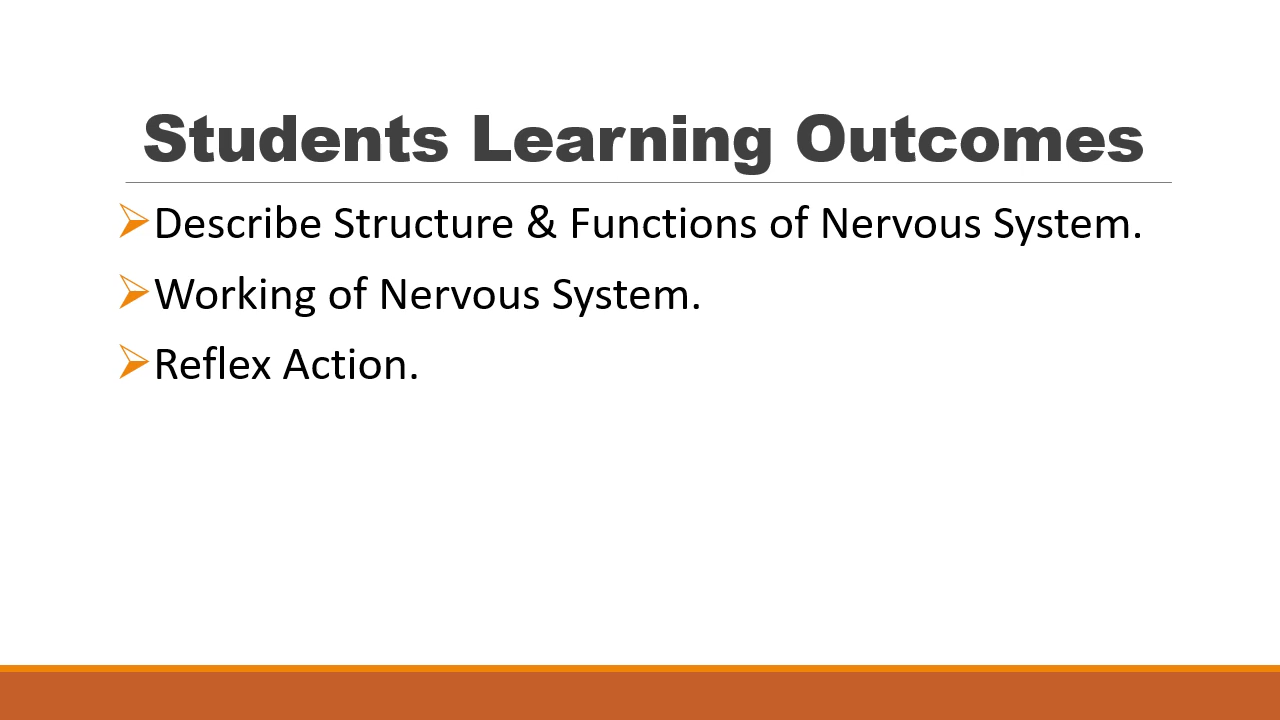 Students Learning Outcomes
➢Describe Structure & Functions of Nervous System.
➢Working of Nervous System.
➢Reflex Action.